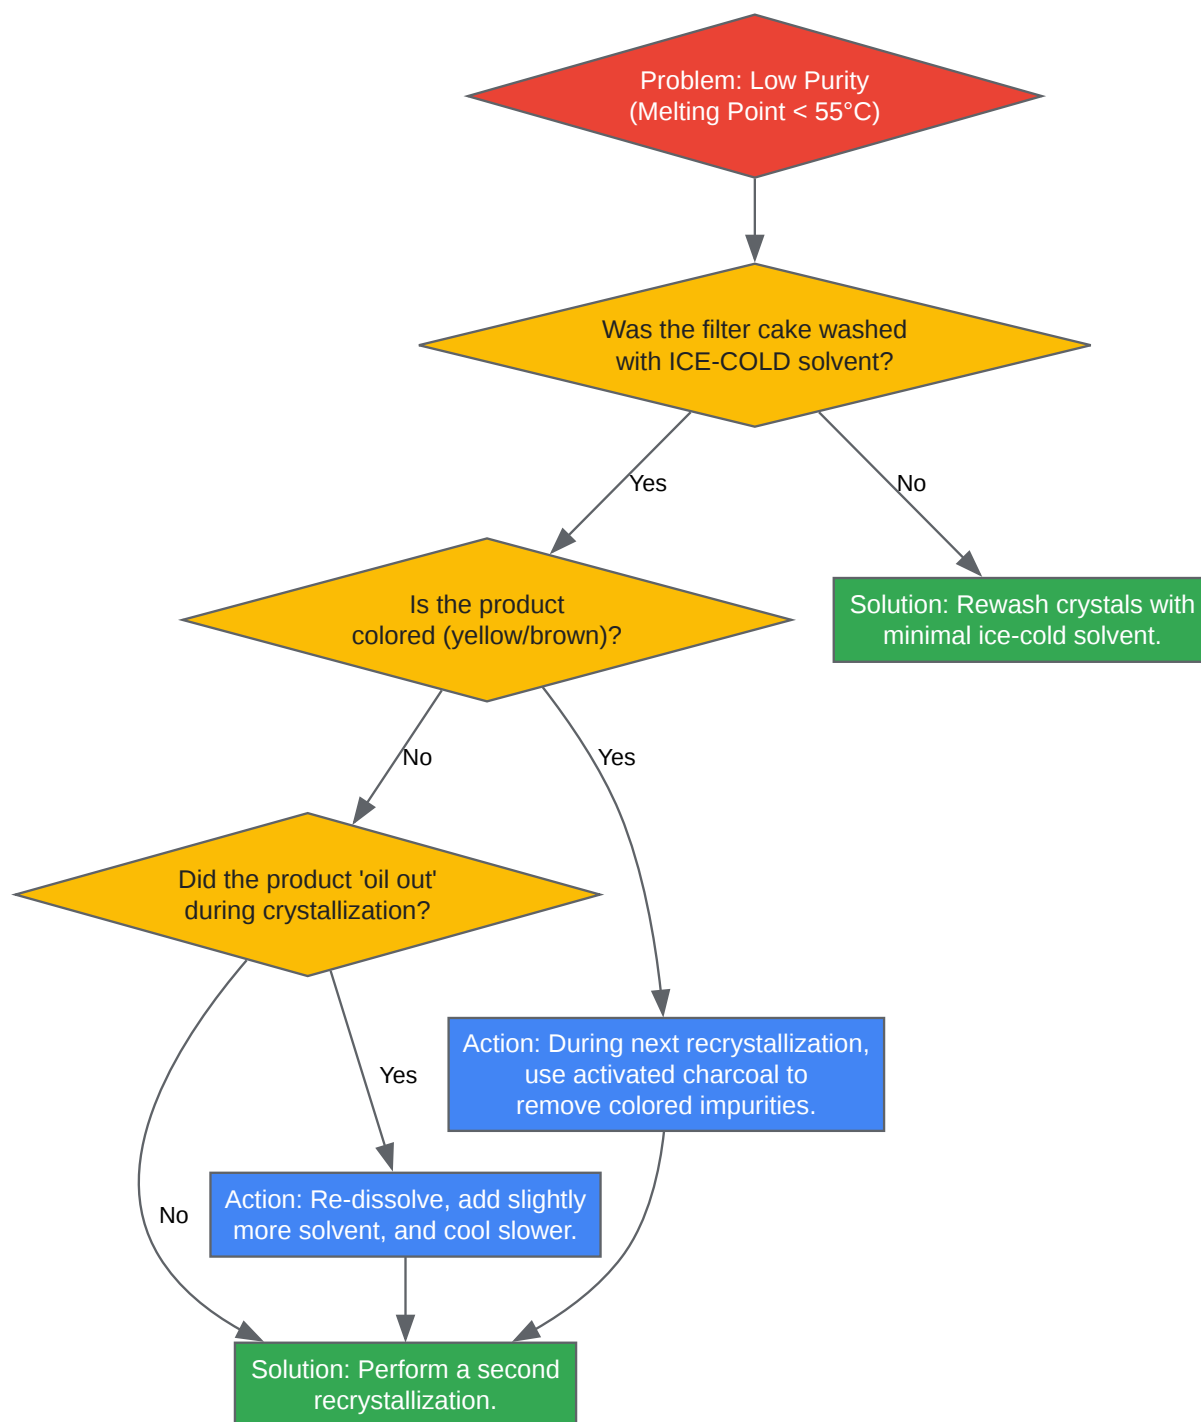 Problem: Low Purity
(Melting Point < 55°C)
Was the filter cake washed
with ICE-COLD solvent?
Yes
No
Is the product
colored (yellow/brown)?
Solution: Rewash crystals with
minimal ice-cold solvent.
No
Yes
Did the product 'oil out'
during crystallization?
Action: During next recrystallization,
use activated charcoal to
remove colored impurities.
Yes
Action: Re-dissolve, add slightly
more solvent, and cool slower.
No
Solution: Perform a second
recrystallization.